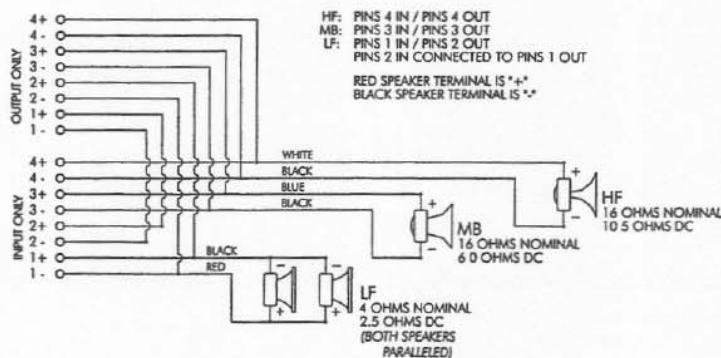 HF: PINS 4 IN / PINS 4 OUT
MB: PINS 3 IN / PINS 3 OUT
LF: PINS 1 IN / PINS 2 OUT
PINS 2 IN CONNECTED TO PINS 1 OUT
RED SPEAKER TERMINAL IS "+"
BLACK SPEAKER TERMINAL IS "-"
OUTPUT ONLY
4+
4 -
3+
3 -
2+
2 -
1+
1 -
INPUT ONLY
4+
4 -
3+
3 -
2+
2 -
1+
1 -
WHITE
BLACK
BLUE
BLACK
BLACK
RED
+
−
HF
16 OHMS NOMINAL
10 5 OHMS DC
+
−
MB
16 OHMS NOMINAL
6 0 OHMS DC
−
+
−
+
LF
4 OHMS NOMINAL
2.5 OHMS DC
(BOTH SPEAKERS
PARALLELED)